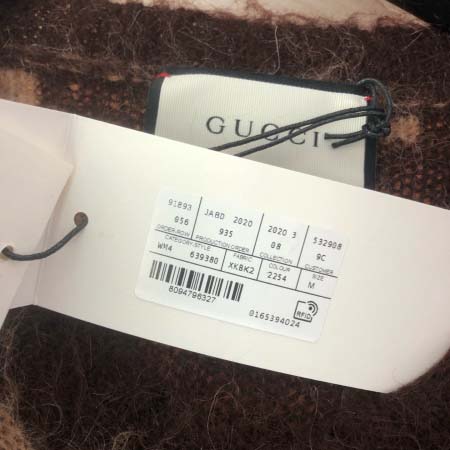 GUCCI
91893 JABD 2020 2020 3 532908
056 935 08 9C
ORDER-ROW PRODUCTION ORDER COLLECTION CUSTOMER
CATEGORY-STYLE FABRIC COLOUR SIZE
WM4 639380 XKBK2 2254 M
8094796327
0165394024
RFID